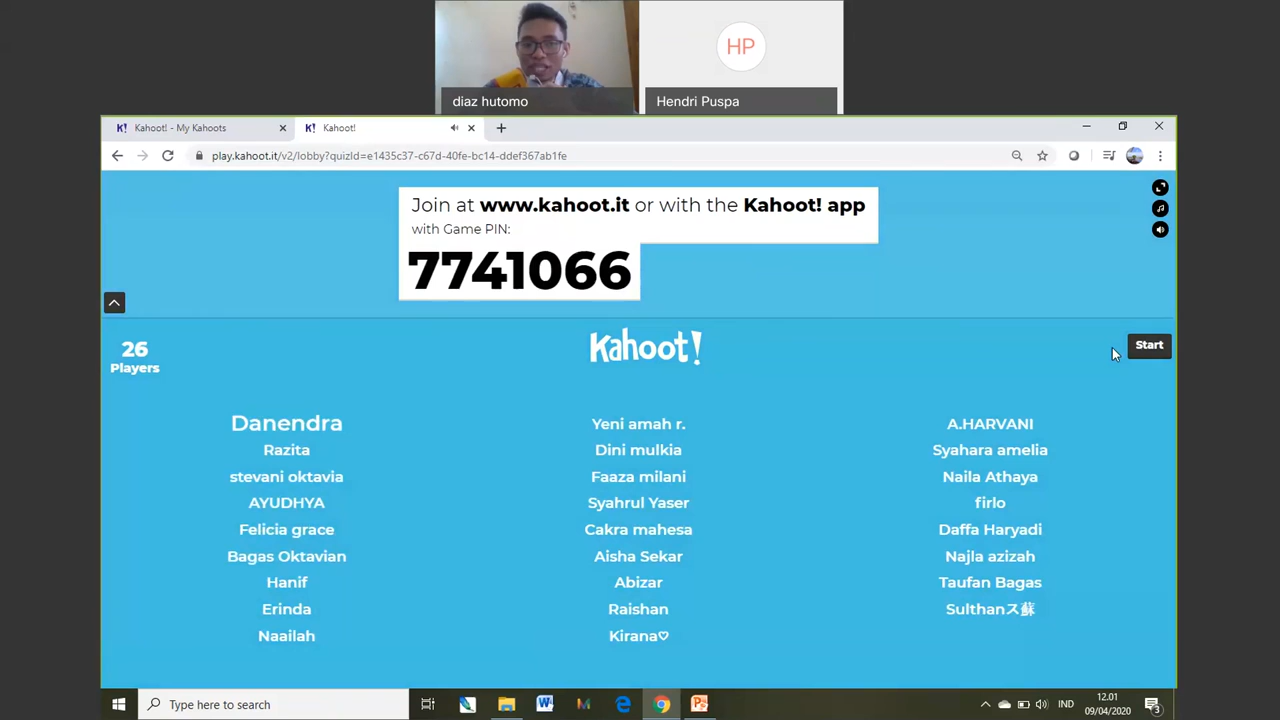 HP
diaz hutomo
Hendri Puspa
K! Kahoot! - My Kahoots
K! Kahoot!
play.kahoot.it/v2/lobby?quizId=e1435c37-c67d-40fe-bc14-ddef367ab1fe
Join at www.kahoot.it or with the Kahoot! app
with Game PIN:
7741066
26
Players
Kahoot!
Start
Danendra
Yeni amah r.
A.HARVANI
Razita
Dini mulkia
Syahara amelia
stevani oktavia
Faaza milani
Naila Athaya
AYUDHYA
Syahrul Yaser
firlo
Felicia grace
Cakra mahesa
Daffa Haryadi
Bagas Oktavian
Aisha Sekar
Najla azizah
Hanif
Abizar
Taufan Bagas
Erinda
Raishan
Sulthanス蘇
Naailah
Kirana♡
Type here to search
IND
12.01
09/04/2020
3